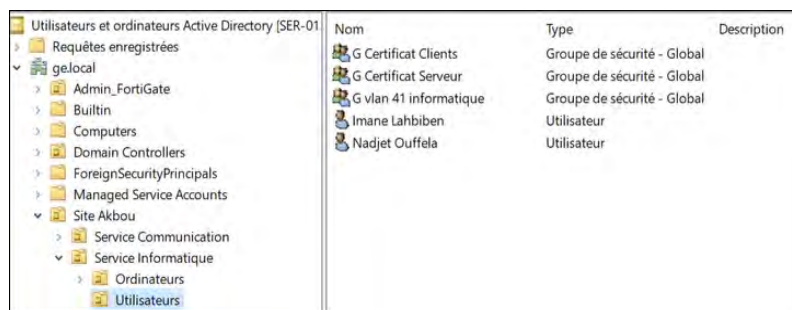 Utilisateurs et ordinateurs Active Directory [SER-01
Requêtes enregistrées
ge.local
Admin_FortiGate
Builtin
Computers
Domain Controllers
ForeignSecurityPrincipals
Managed Service Accounts
Site Akbou
Service Communication
Service Informatique
Ordinateurs
Utilisateurs
Nom Type Description
G Certificat Clients Groupe de sécurité - Global
G Certificat Serveur Groupe de sécurité - Global
G vlan 41 informatique Groupe de sécurité - Global
Imane Lahbiben Utilisateur
Nadjet Ouffela Utilisateur